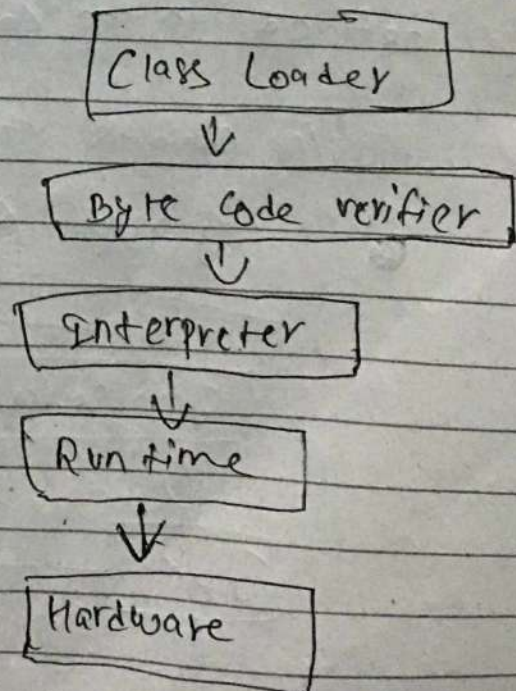 Class Loader
Byte Code verifier
Interpreter
Run time
Hardware